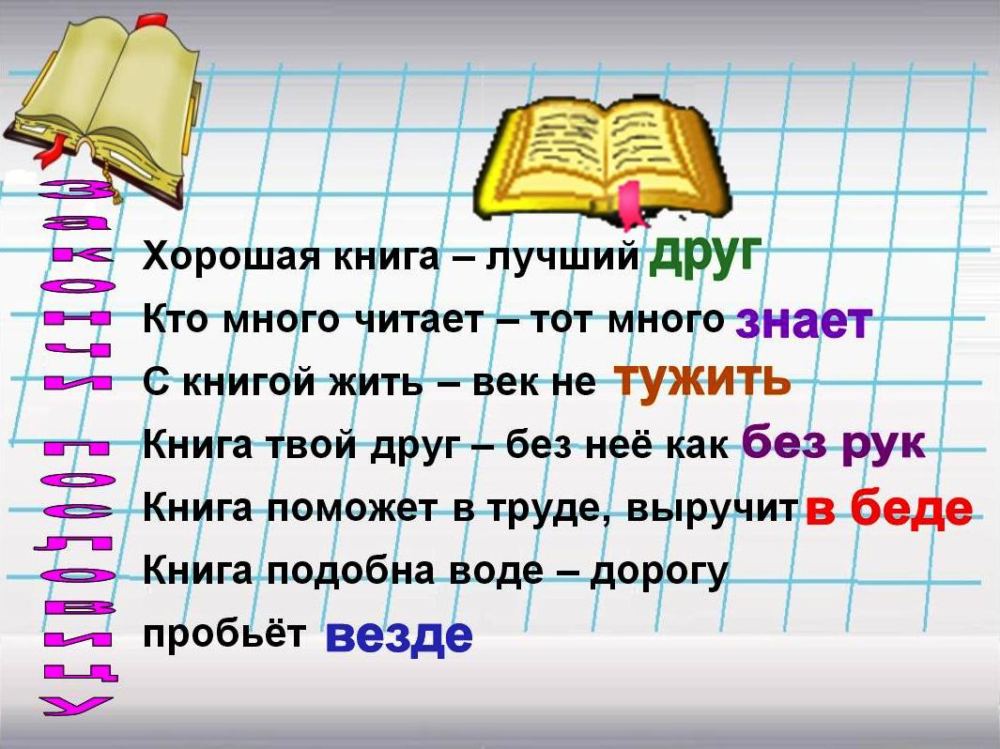 Закончи пословицу
Хорошая книга – лучший друг
Кто много читает – тот много знает
С книгой жить – век не тужить
Книга твой друг – без неё как без рук
Книга поможет в труде, выручит в беде
Книга подобна воде – дорогу
пробьёт везде